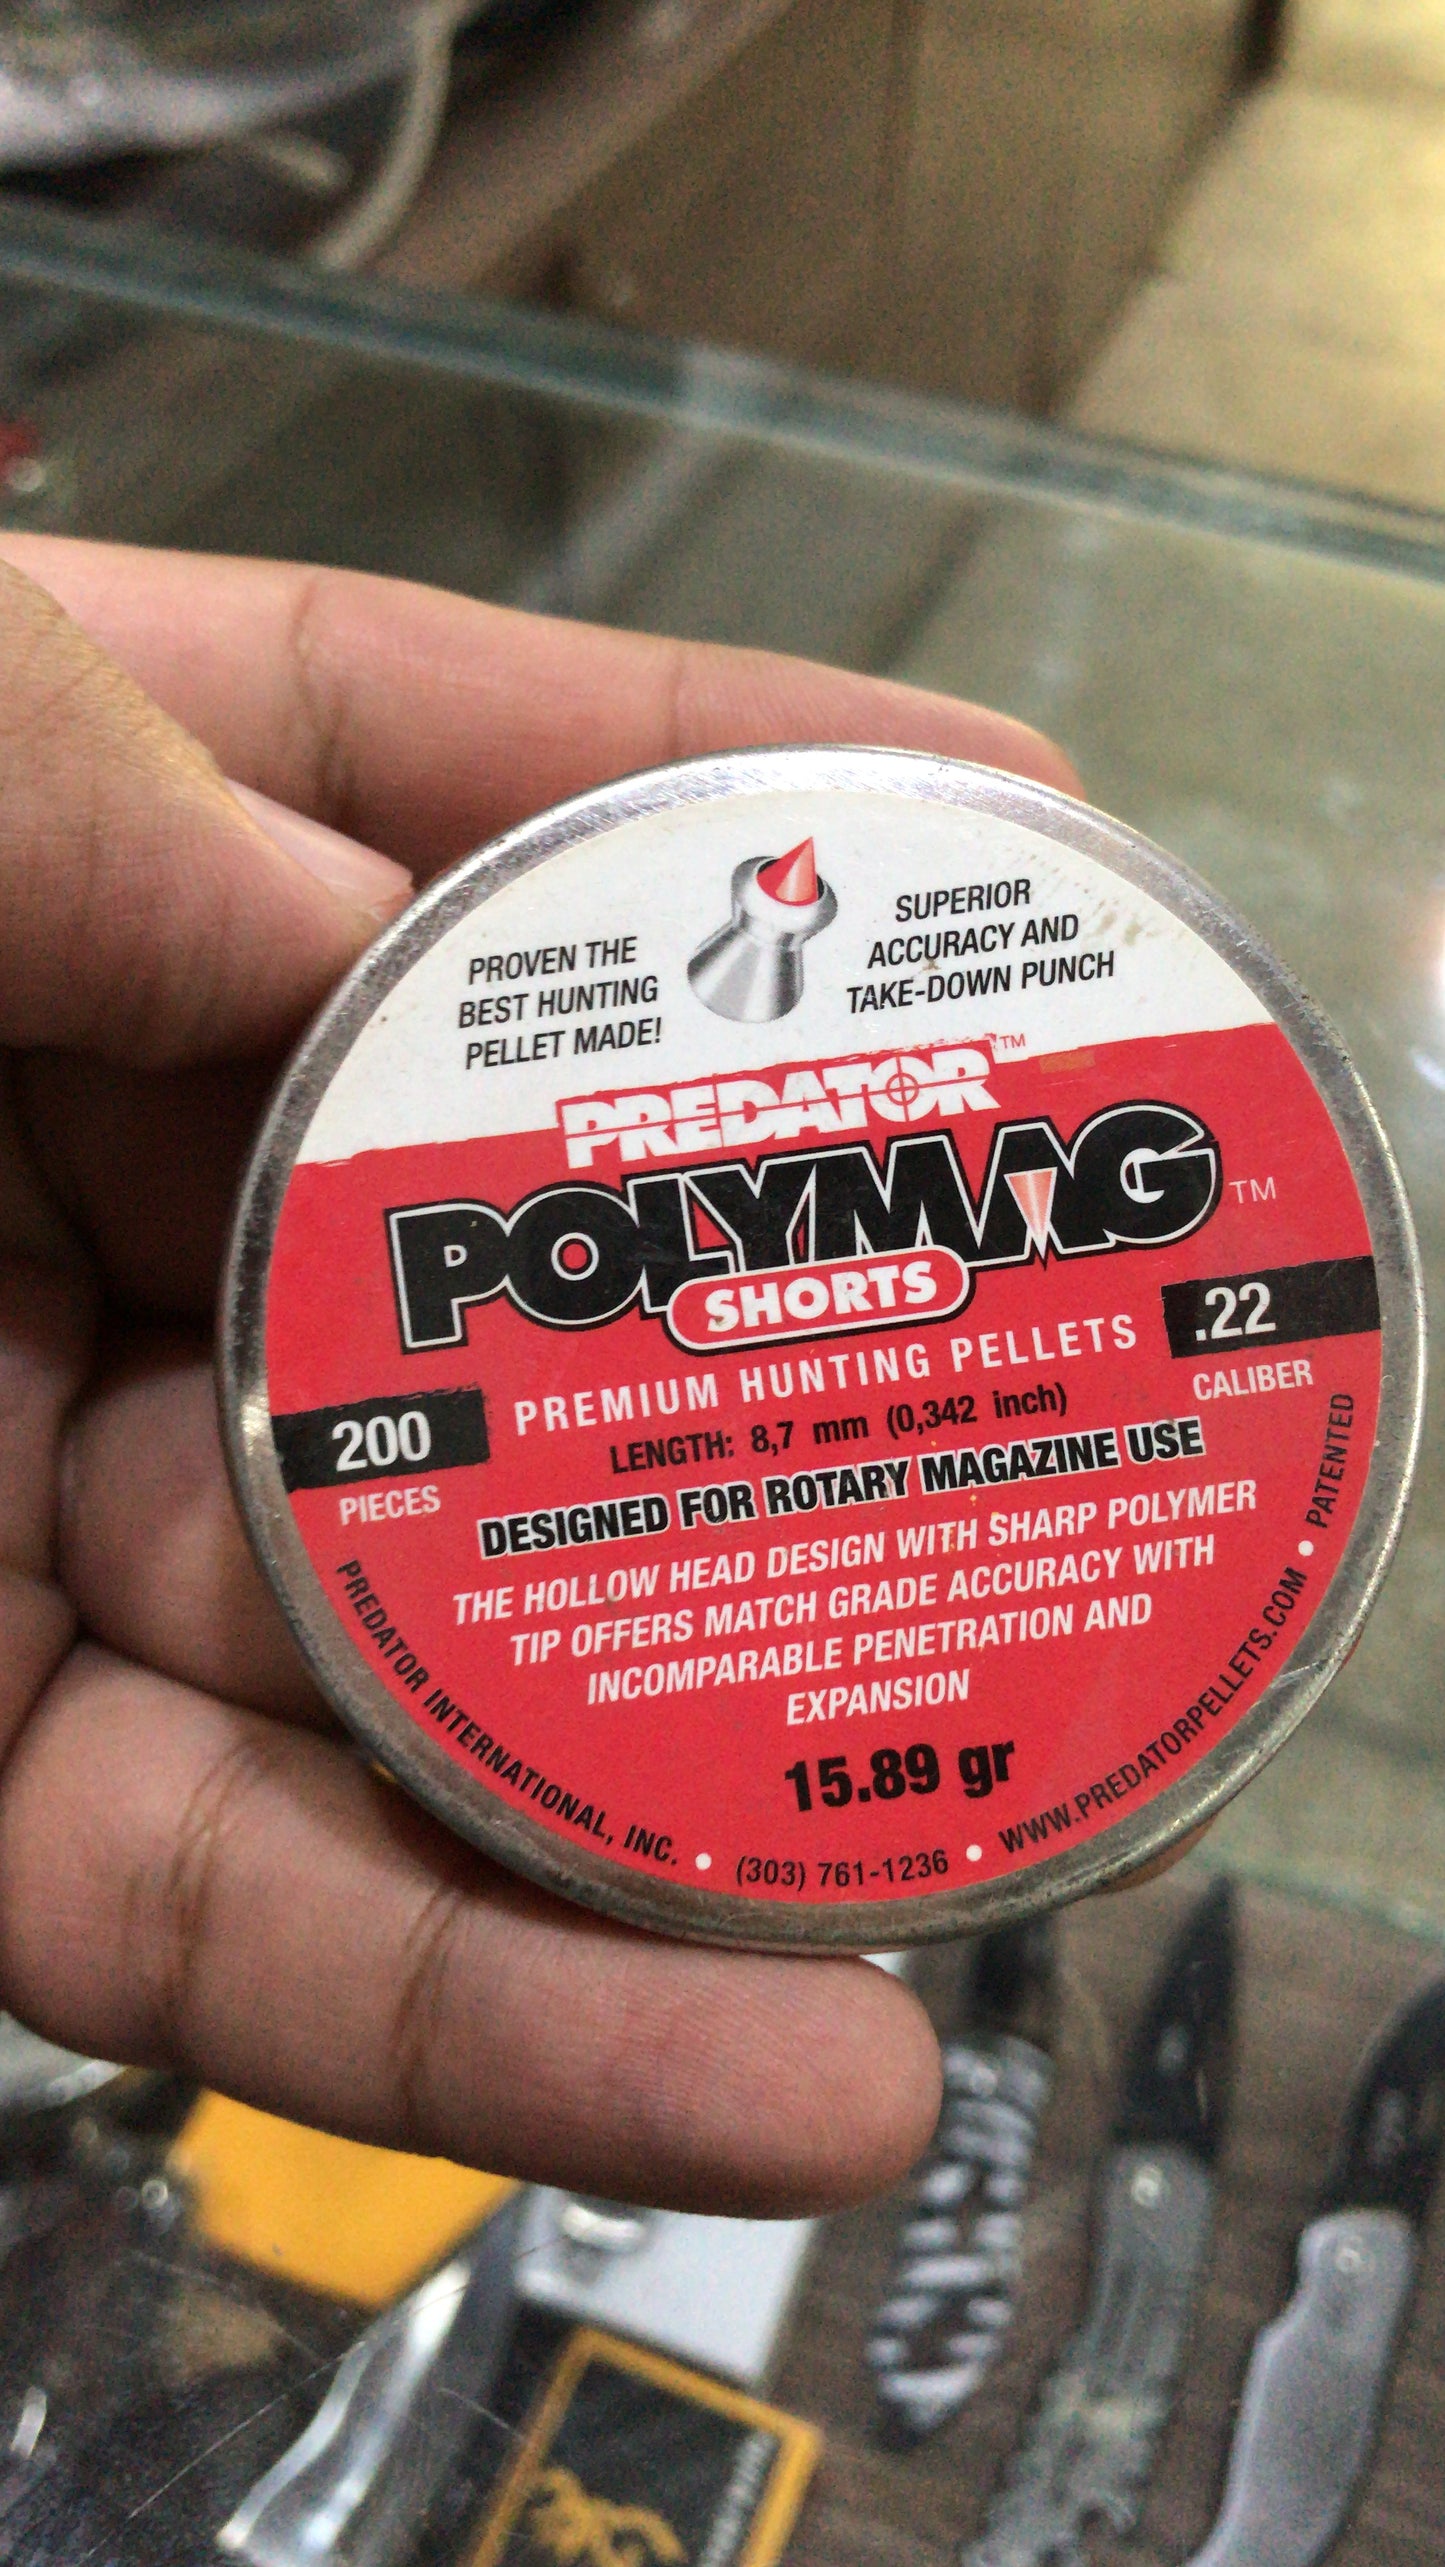 PROVEN THE
BEST HUNTING
PELLET MADE!
SUPERIOR
ACCURACY AND
TAKE-DOWN PUNCH
PREDATOR™
POLYMAG™
SHORTS
PREMIUM HUNTING PELLETS
.22
CALIBER
200
PIECES
LENGTH: 8,7 mm (0,342 inch)
DESIGNED FOR ROTARY MAGAZINE USE
THE HOLLOW HEAD DESIGN WITH SHARP POLYMER
TIP OFFERS MATCH GRADE ACCURACY WITH
INCOMPARABLE PENETRATION AND
EXPANSION
15.89 gr
PREDATOR INTERNATIONAL, INC. • (303) 761-1236 • WWW.PREDATORPELLETS.COM • PATENTED